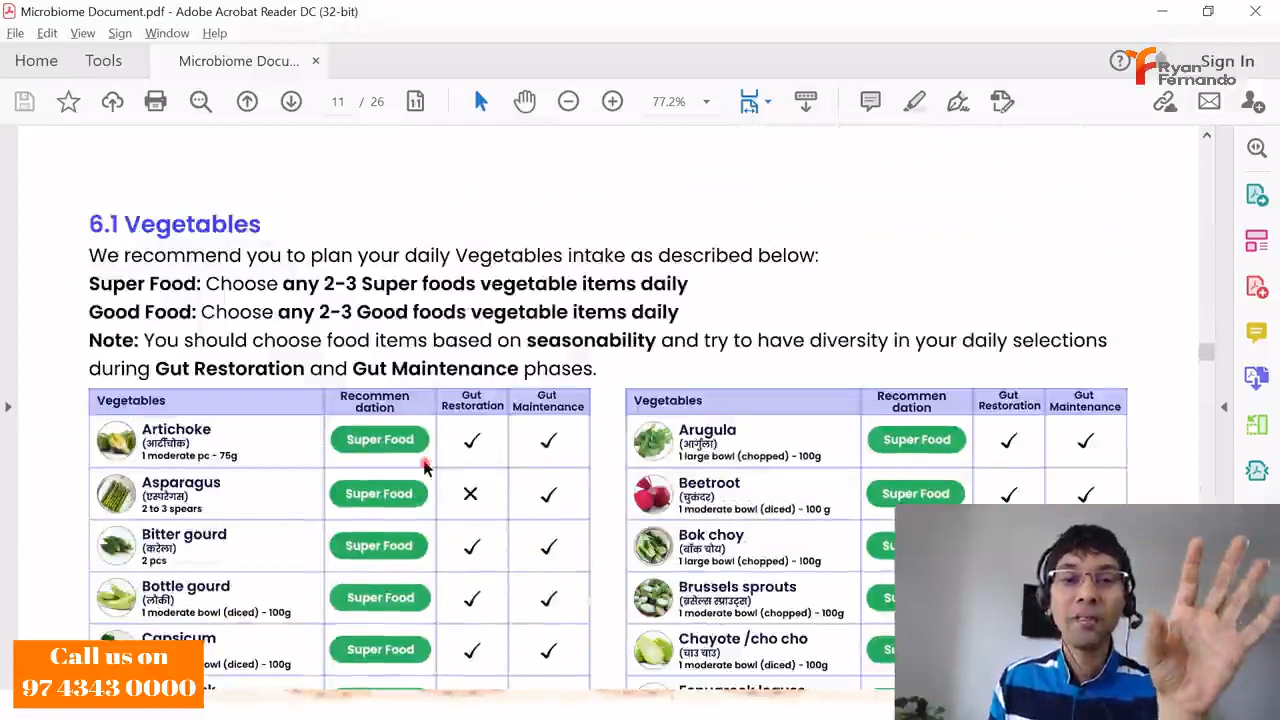 Microbiome Document.pdf - Adobe Acrobat Reader DC (32-bit)
File Edit View Sign Window Help
Home Tools Microbiome Docu... ×
Sign In
Ryan
Fernando
11 / 26
77.2%
6.1 Vegetables
We recommend you to plan your daily Vegetables intake as described below:
Super Food: Choose any 2-3 Super foods vegetable items daily
Good Food: Choose any 2-3 Good foods vegetable items daily
Note: You should choose food items based on seasonability and try to have diversity in your daily selections
during Gut Restoration and Gut Maintenance phases.
Vegetables
Recommen
dation
Gut
Restoration
Gut
Maintenance
Artichoke
(आर्टीचोक)
1 moderate pc - 75g
Super Food ✓ ✓
Asparagus
(एस्परैगस)
2 to 3 spears
Super Food ✕ ✓
Bitter gourd
(करेला)
2 pcs
Super Food ✓ ✓
Bottle gourd
(लौकी)
1 moderate bowl (diced) - 100g
Super Food ✓ ✓
Capsicum
bowl (diced) - 100g
Super Food ✓ ✓
Vegetables
Recommen
dation
Gut
Restoration
Gut
Maintenance
Arugula
(आर्गुला)
1 large bowl (chopped) - 100g
Super Food ✓ ✓
Beetroot
(चुकंदर)
1 moderate bowl (diced) - 100 g
Super Food ✓ ✓
Bok choy
(बॉक चोय)
1 large bowl (chopped) - 100g
Brussels sprouts
(ब्रसेल्स स्प्राउट्स)
1 moderate bowl (chopped) - 100g
Chayote /cho cho
(चाउ चाउ)
1 moderate bowl (diced) - 100g
Call us on
97 4343 0000